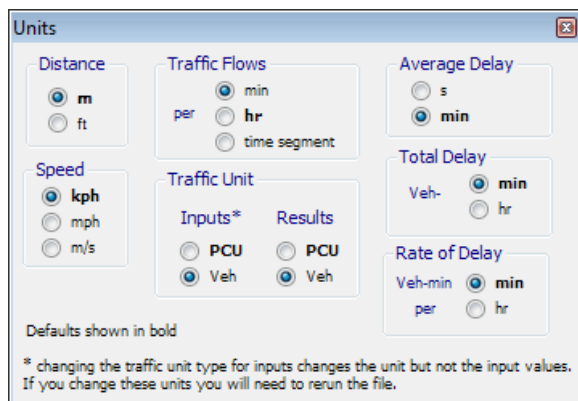 Units
Distance
m
ft
Speed
kph
mph
m/s
Traffic Flows
per
min
hr
time segment
Traffic Unit
Inputs* Results
PCU PCU
Veh Veh
Average Delay
s
min
Total Delay
Veh-
min
hr
Rate of Delay
Veh-min min
per hr
Defaults shown in bold
* changing the traffic unit type for inputs changes the unit but not the input values.
If you change these units you will need to rerun the file.